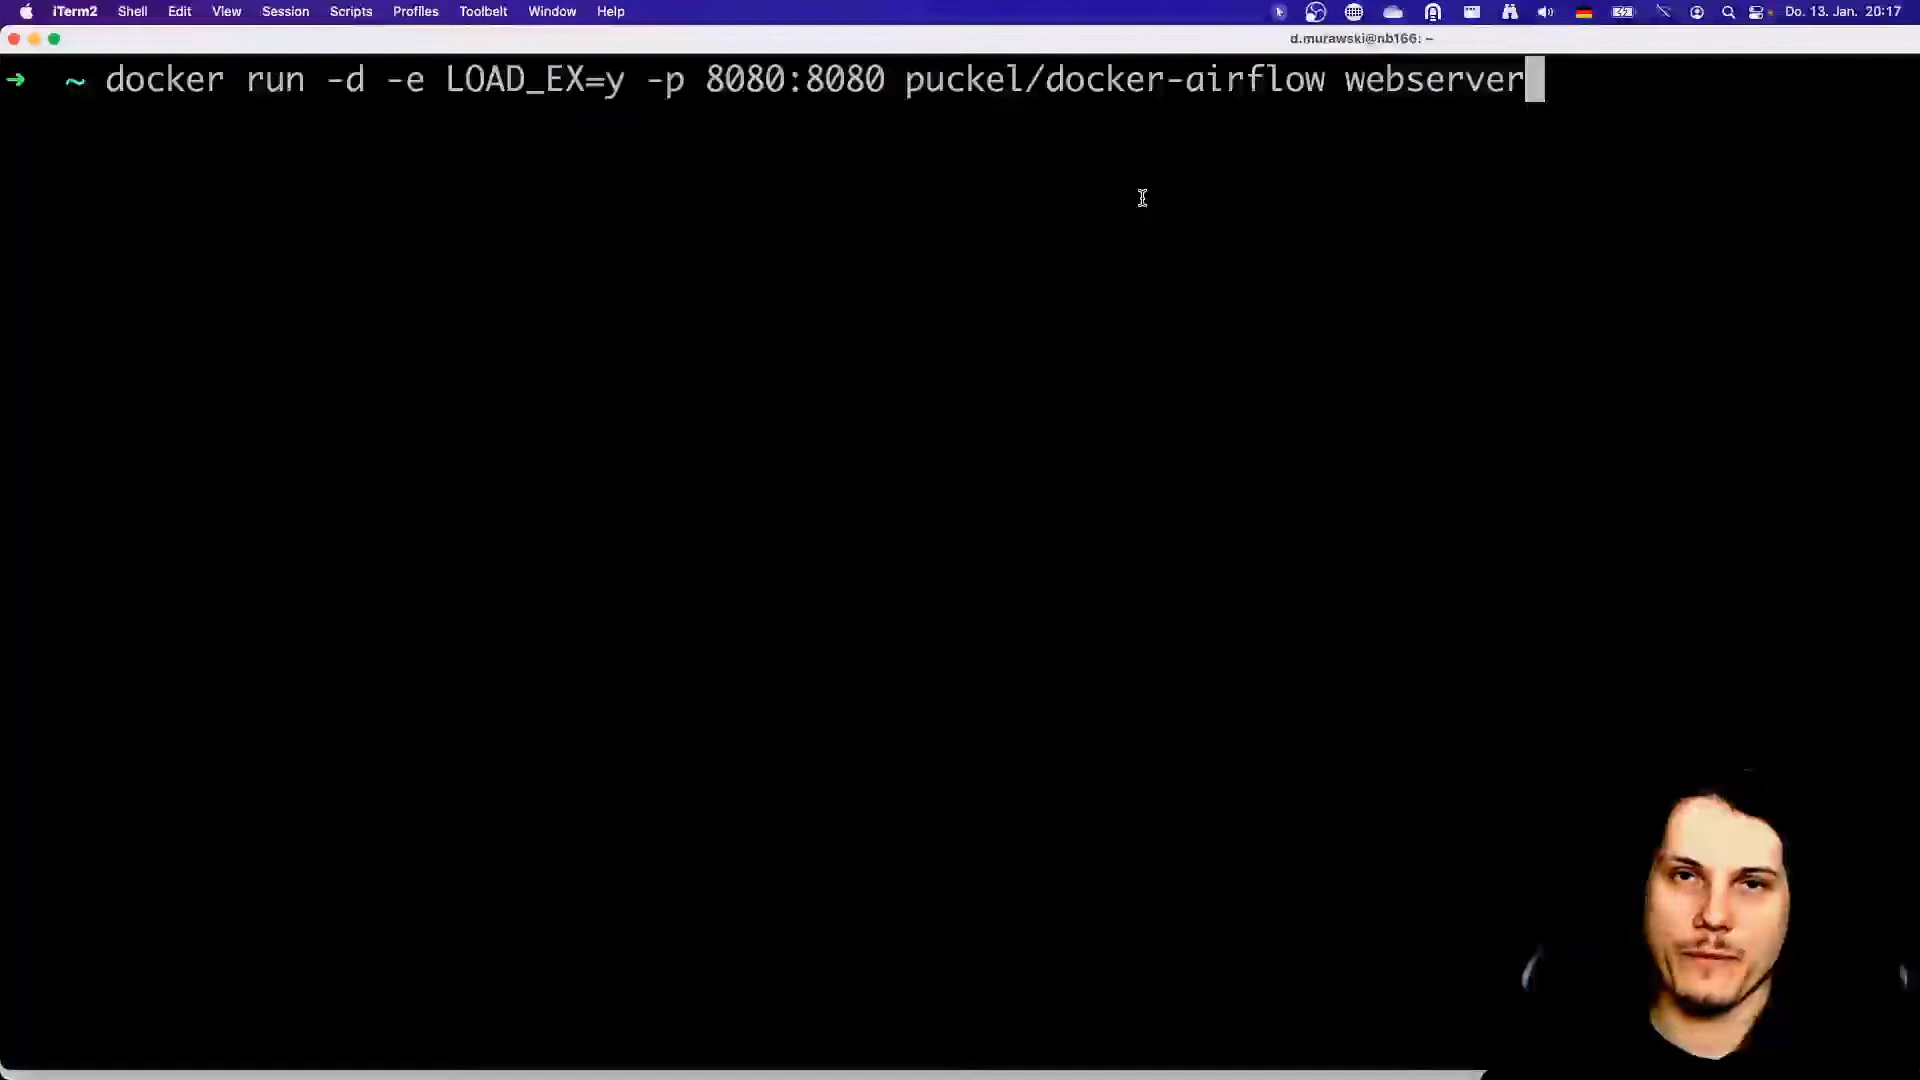 iTerm2 Shell Edit View Session Scripts Profiles Toolbelt Window Help Do. 13. Jan. 20:17
d.murawski@nb166: ~
➜ ~ docker run -d -e LOAD_EX=y -p 8080:8080 puckel/docker-airflow webserver